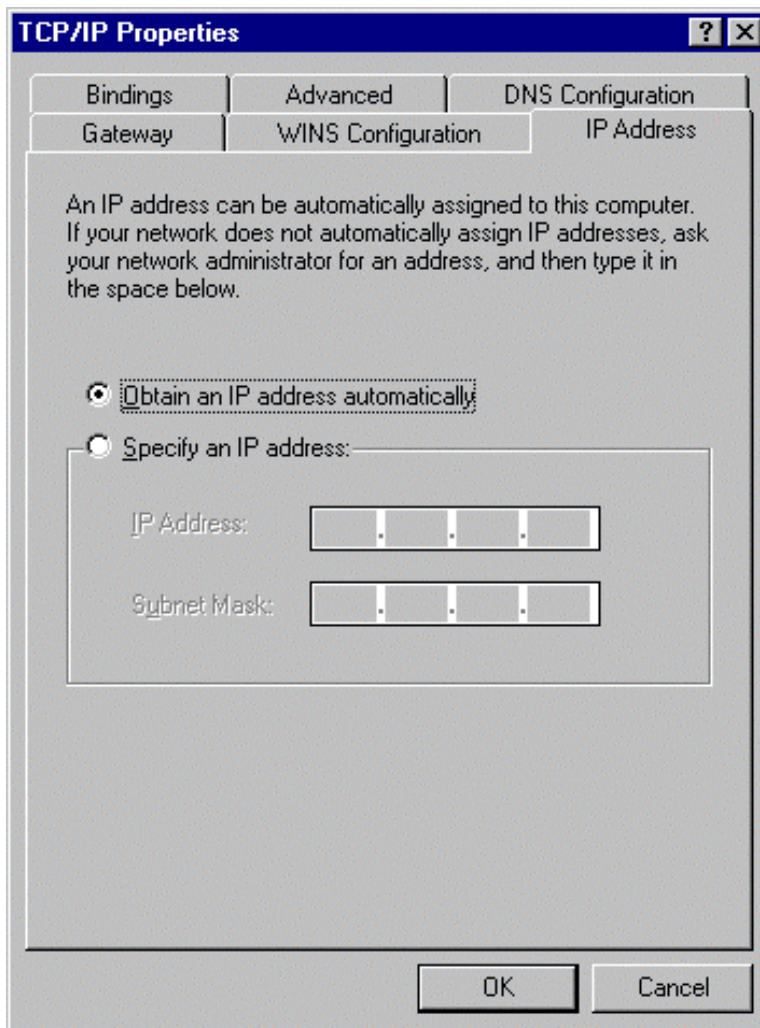 TCP/IP Properties
Bindings
Advanced
DNS Configuration
Gateway
WINS Configuration
IP Address
An IP address can be automatically assigned to this computer.
If your network does not automatically assign IP addresses, ask
your network administrator for an address, and then type it in
the space below.
Obtain an IP address automatically
Specify an IP address:
IP Address:
. . .
Subnet Mask:
. . .
OK
Cancel